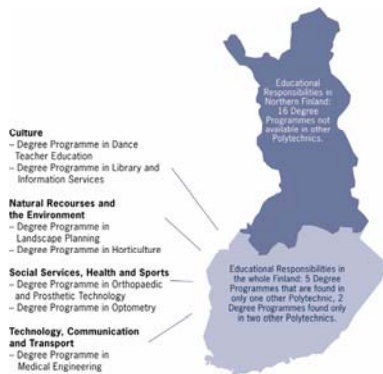 Educational
Responsibilities in
Northern Finland:
16 Degree
Programmes not
available in other
Polytechnics.
Culture
– Degree Programme in Dance
Teacher Education
– Degree Programme in Library and
Information Services
Natural Recourses and
the Environment
– Degree Programme in
Landscape Planning
– Degree Programme in Horticulture
Social Services, Health and Sports
– Degree Programme in Orthopaedic
and Prosthetic Technology
– Degree Programme in Optometry
Technology, Communication
and Transport
– Degree Programme in
Medical Engineering
Educational Responsibilities in
the whole Finland: 5 Degree
Programmes that are found in
only one other Polytechnic, 2
Degree Programmes found only
in two other Polytechnics.